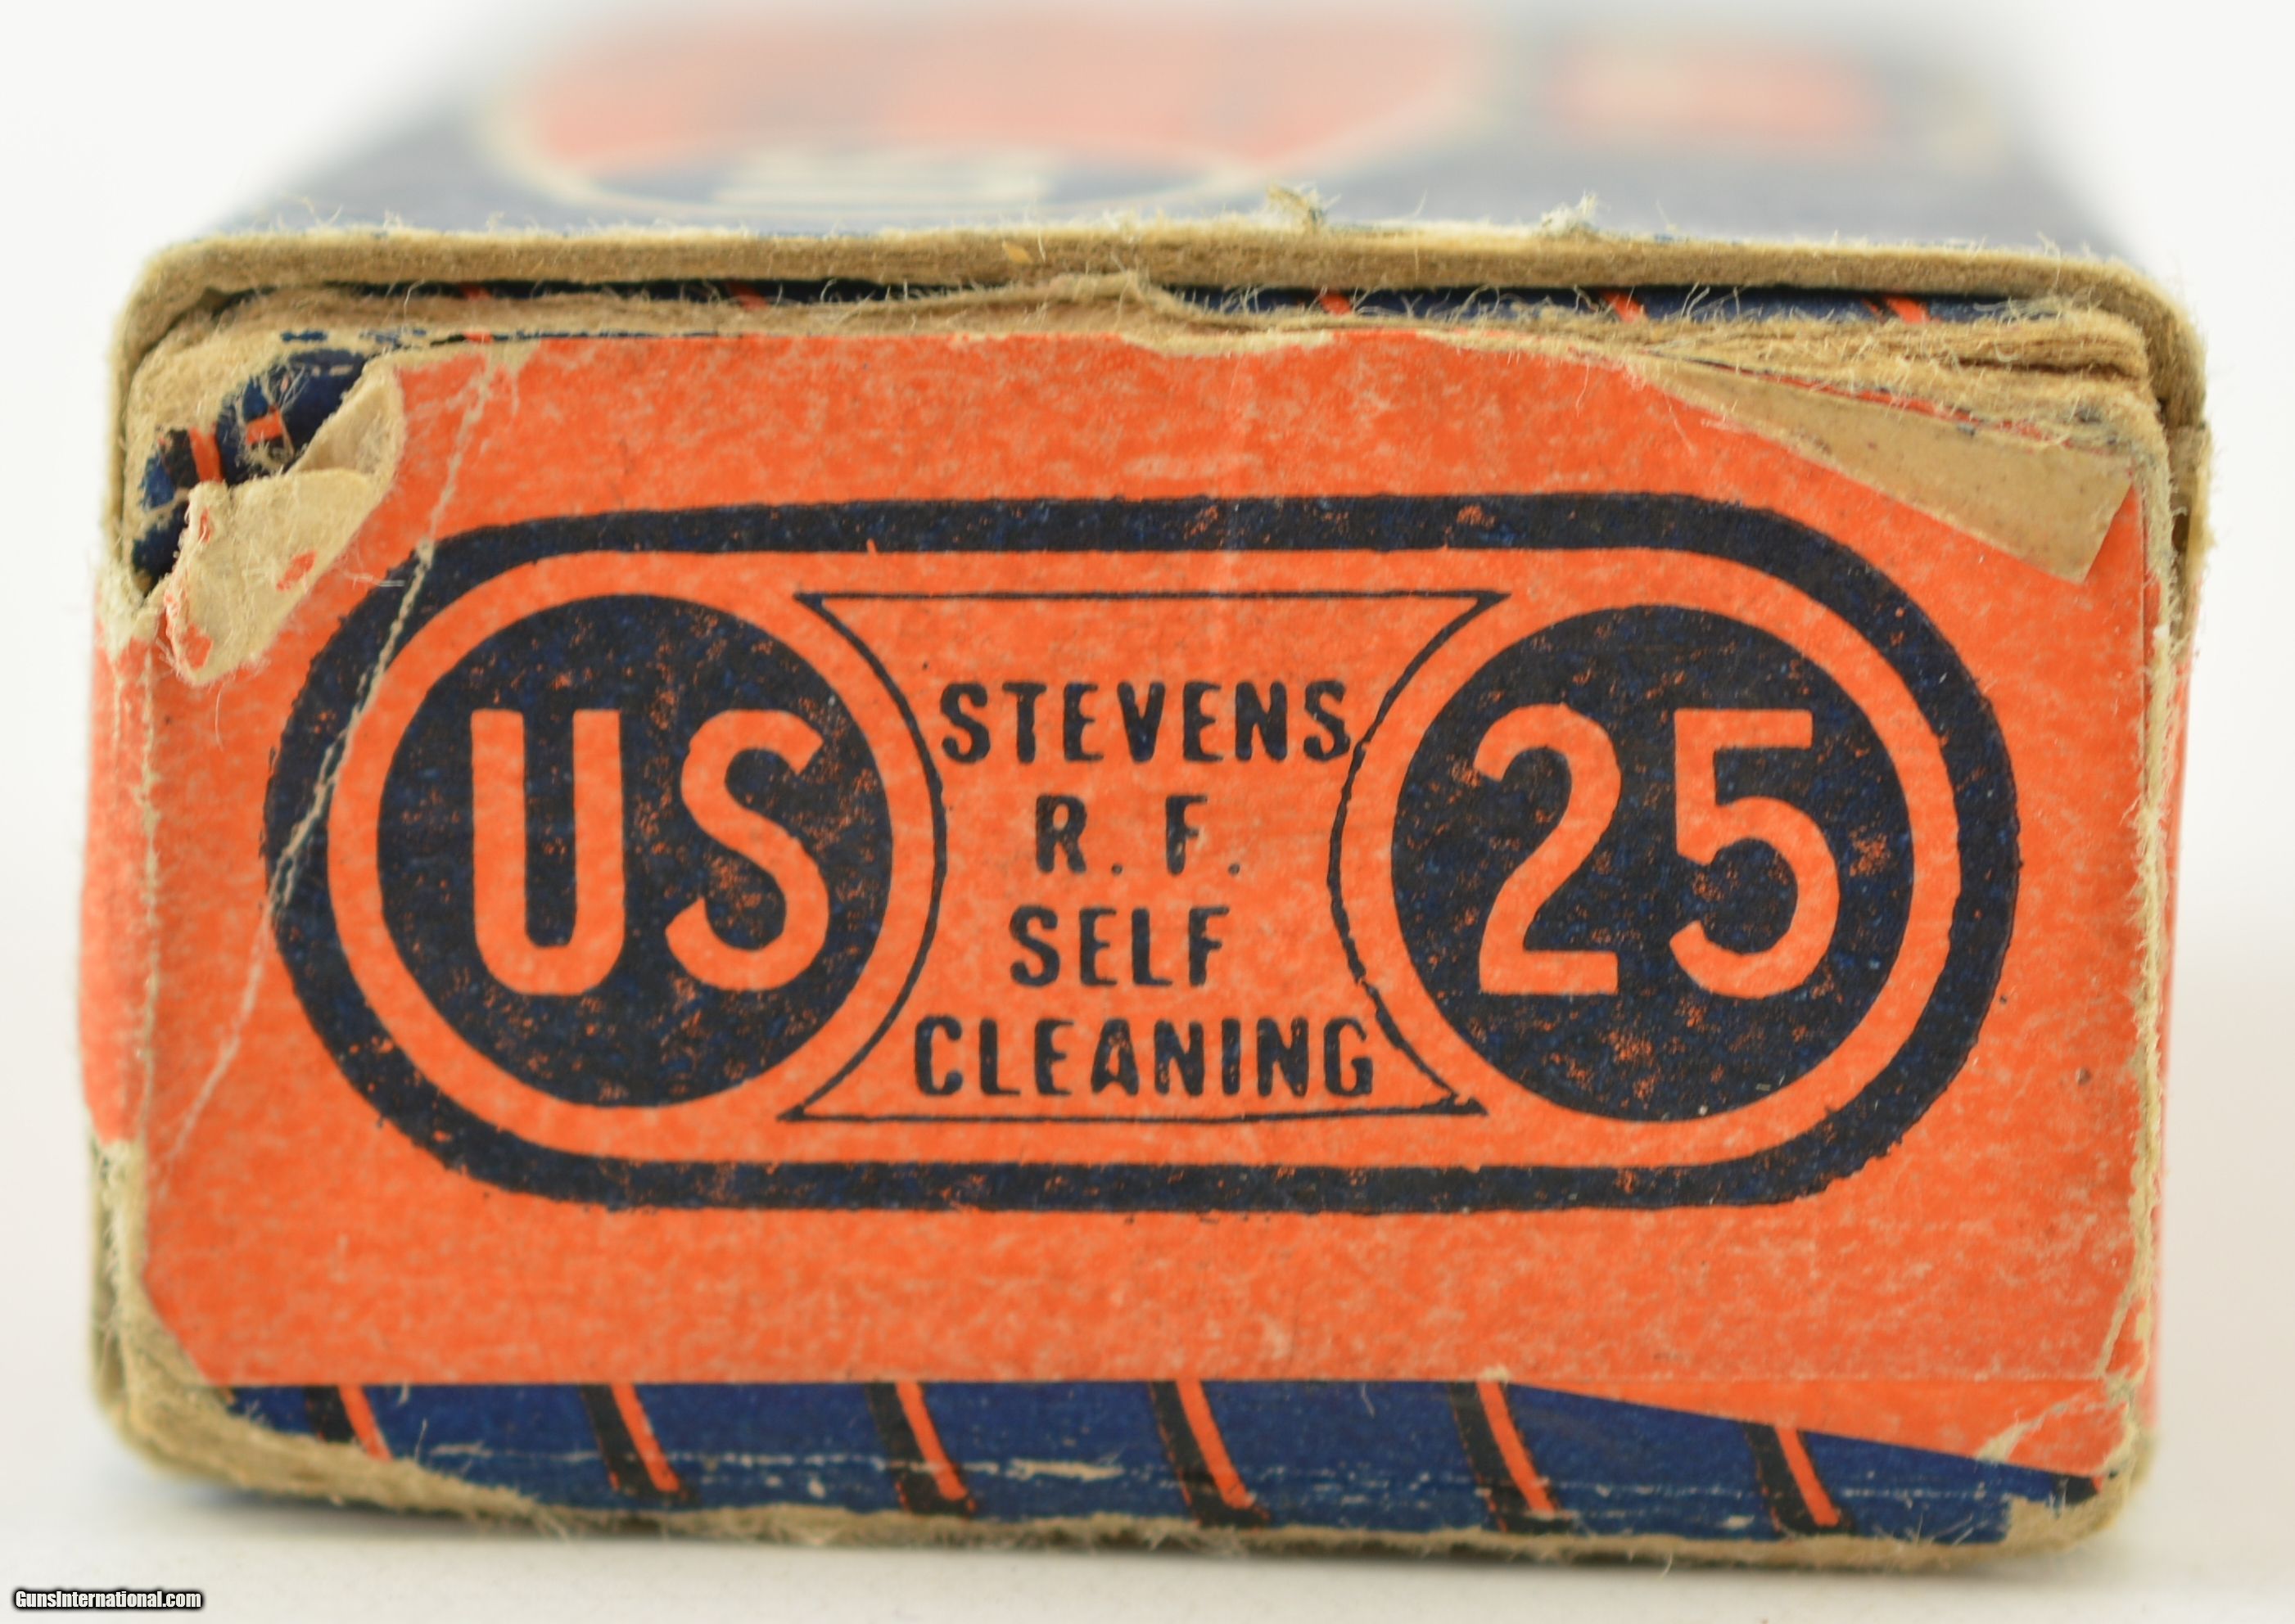 US
STEVENS
R. F.
SELF
CLEANING
25
GunsInternational.com